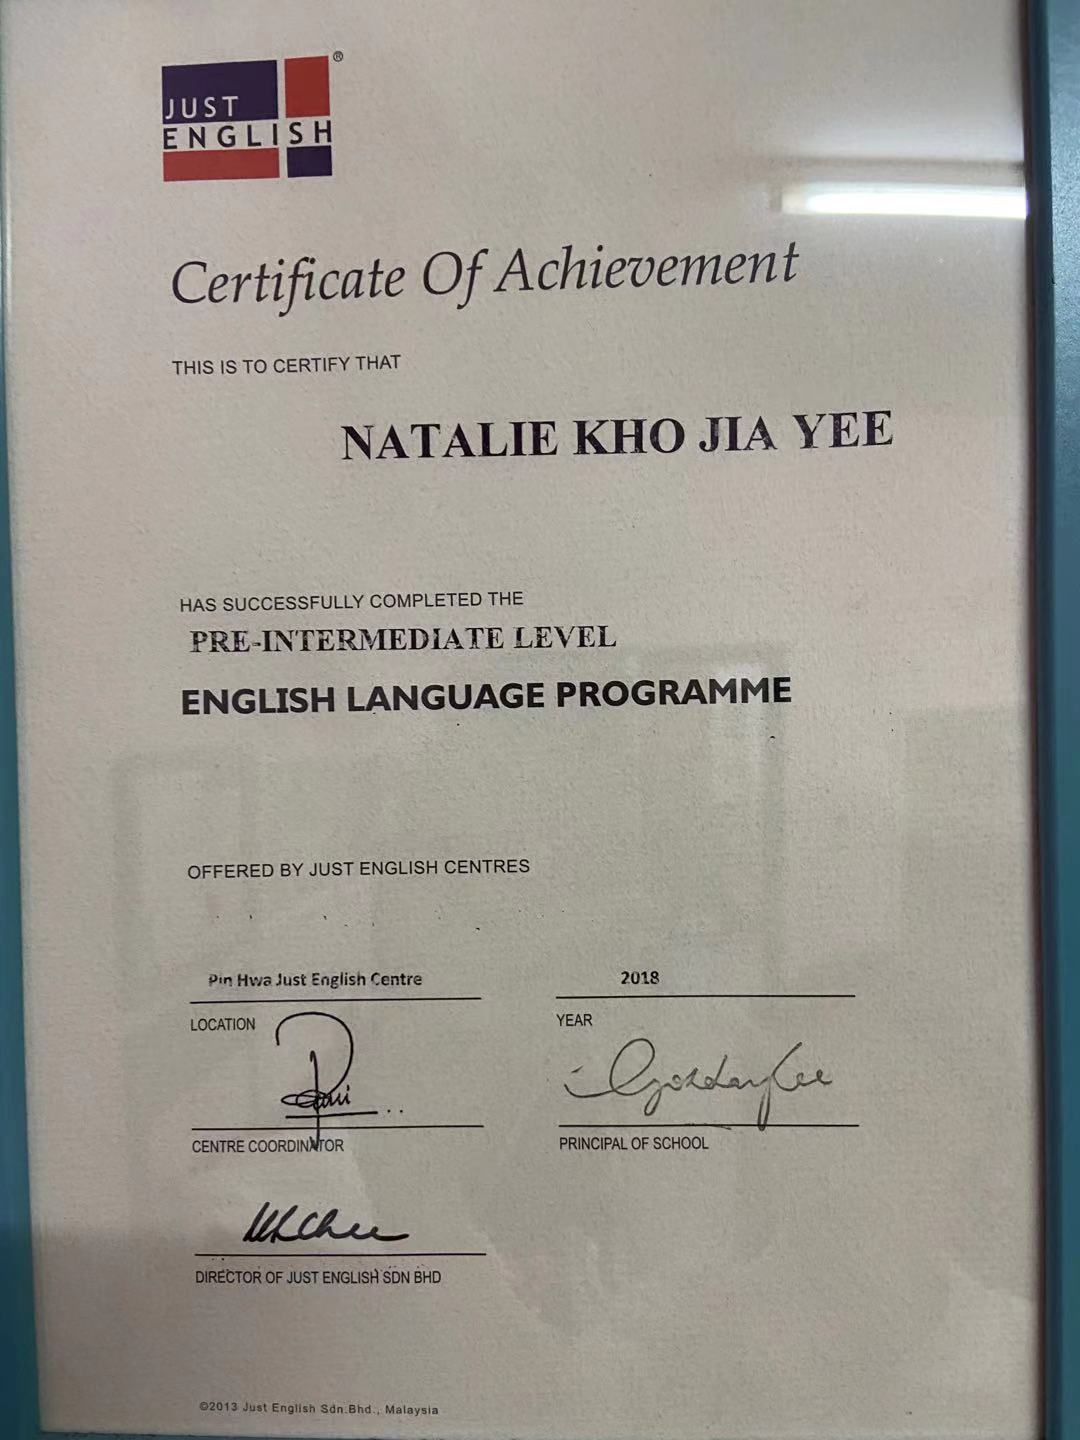 JUST
ENGLISH
®
Certificate Of Achievement
THIS IS TO CERTIFY THAT
NATALIE KHO JIA YEE
HAS SUCCESSFULLY COMPLETED THE
PRE-INTERMEDIATE LEVEL
ENGLISH LANGUAGE PROGRAMME
OFFERED BY JUST ENGLISH CENTRES
Pin Hwa Just English Centre
2018
LOCATION
YEAR
CENTRE COORDINATOR
PRINCIPAL OF SCHOOL
DIRECTOR OF JUST ENGLISH SDN BHD
©2013 Just English Sdn.Bhd., Malaysia